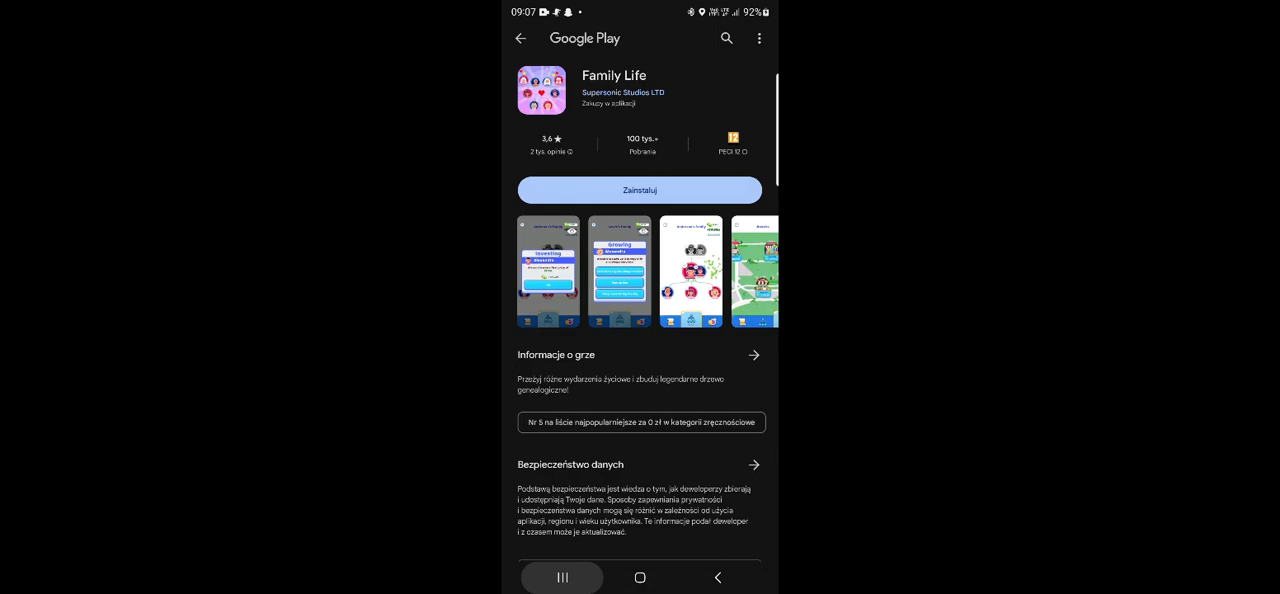 09:07 92%
Google Play
Family Life
Supersonic Studios LTD
Zakupy w aplikacji
3,6 ★ 100 tys.+ 12
2 tys. opinie Pobrania PEGI 12
Zainstaluj
Investing
Growing
Informacje o grze
Przeżyj różne wydarzenia życiowe i zbuduj legendarne drzewo
genealogiczne!
Nr 5 na liście najpopularniejsze za 0 zł w kategorii zręcznościowe
Bezpieczeństwo danych
Podstawą bezpieczeństwa jest wiedza o tym, jak deweloperzy zbierają
i udostępniają Twoje dane. Sposoby zapewniania prywatności
i bezpieczeństwa danych mogą się różnić w zależności od użycia
aplikacji, regionu i wieku użytkownika. Te informacje podał deweloper
i z czasem może je aktualizować.